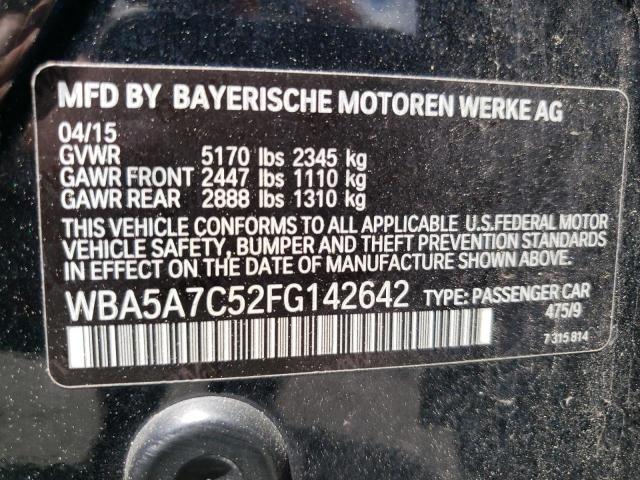 MFD BY BAYERISCHE MOTOREN WERKE AG
04/15
GVWR 5170 lbs 2345 kg
GAWR FRONT 2447 lbs 1110 kg
GAWR REAR 2888 lbs 1310 kg
THIS VEHICLE CONFORMS TO ALL APPLICABLE U.S.FEDERAL MOTOR
VEHICLE SAFETY, BUMPER AND THEFT PREVENTION STANDARDS
IN EFFECT ON THE DATE OF MANUFACTURE SHOWN ABOVE.
WBA5A7C52FG142642 TYPE: PASSENGER CAR
475/9
7315814